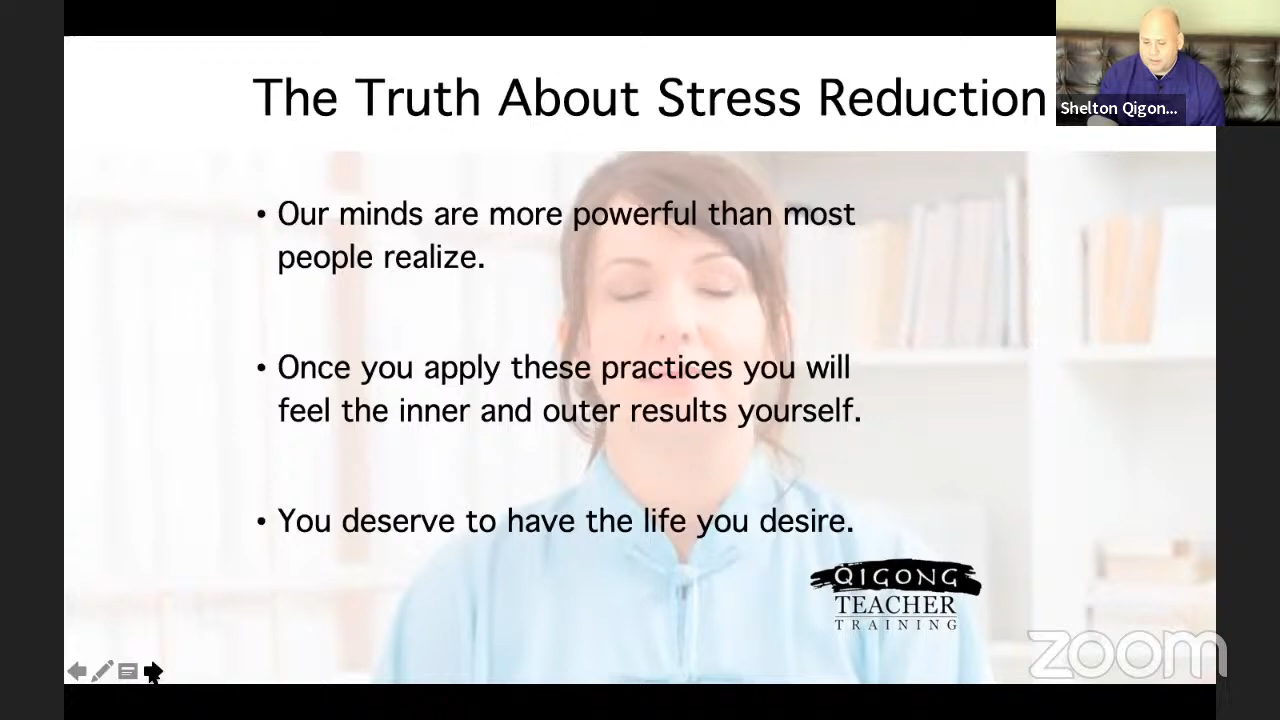 The Truth About Stress Reduction
Shelton Qigon...
• Our minds are more powerful than most
people realize.
• Once you apply these practices you will
feel the inner and outer results yourself.
• You deserve to have the life you desire.
QIGONG
TEACHER
TRAINING
zoom